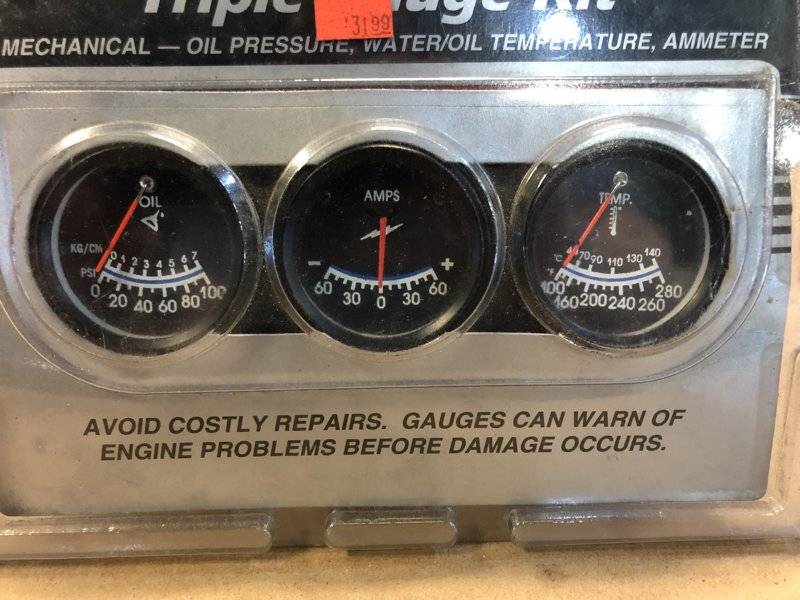 Triple Gauge Kit
31.99
MECHANICAL — OIL PRESSURE, WATER/OIL TEMPERATURE, AMMETER
OIL
KG/CM
0 1 2 3 4 5 6 7
PSI
0 20 40 60 80 100
AMPS
- +
60 30 0 30 60
TEMP.
°C 40 70 90 110 130 140
°F
100 160 200 240 260 280
AVOID COSTLY REPAIRS. GAUGES CAN WARN OF
ENGINE PROBLEMS BEFORE DAMAGE OCCURS.